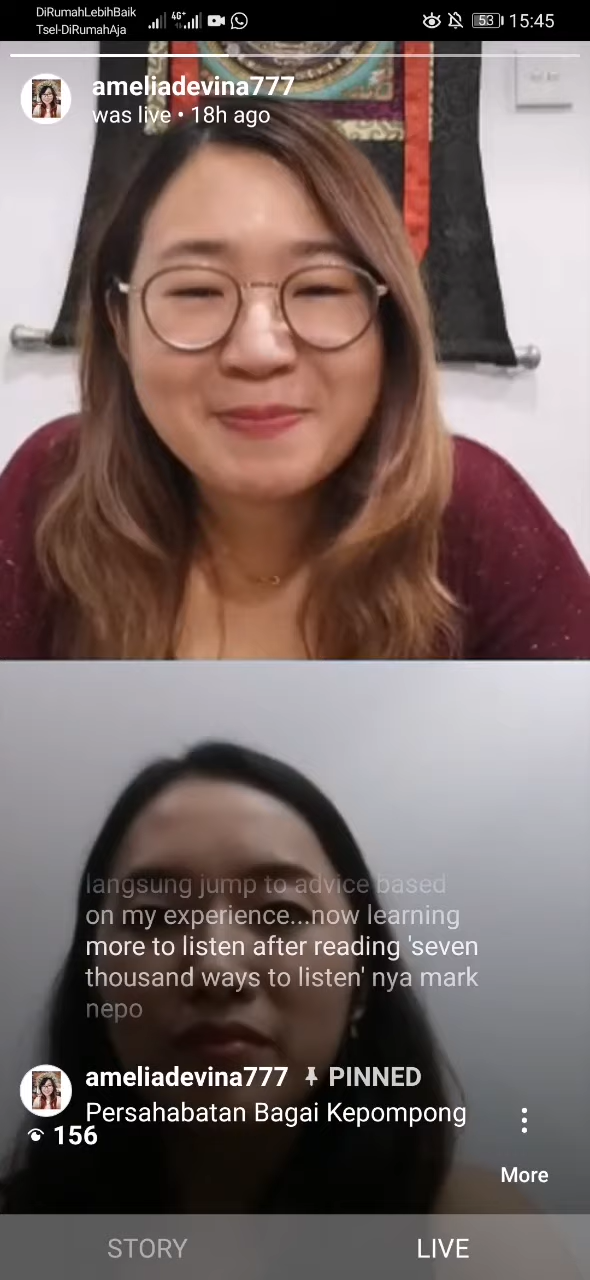 DiRumahLebihBaik
Tsel-DiRumahAja
4G+
53
15:45
ameliadevina777
was live • 18h ago
langsung jump to advice based
on my experience...now learning
more to listen after reading 'seven
thousand ways to listen' nya mark
nepo
ameliadevina777 PINNED
Persahabatan Bagai Kepompong
156
More
STORY LIVE